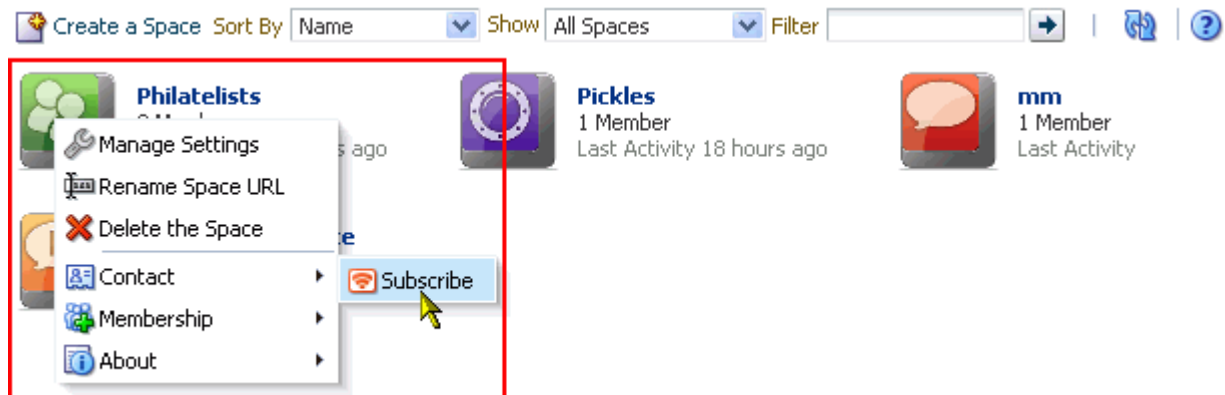 Create a Space Sort By Name Show All Spaces Filter
Philatelists
Pickles
1 Member
Last Activity 18 hours ago
mm
1 Member
Last Activity
s ago
Manage Settings
Rename Space URL
Delete the Space
Contact
Subscribe
Membership
About